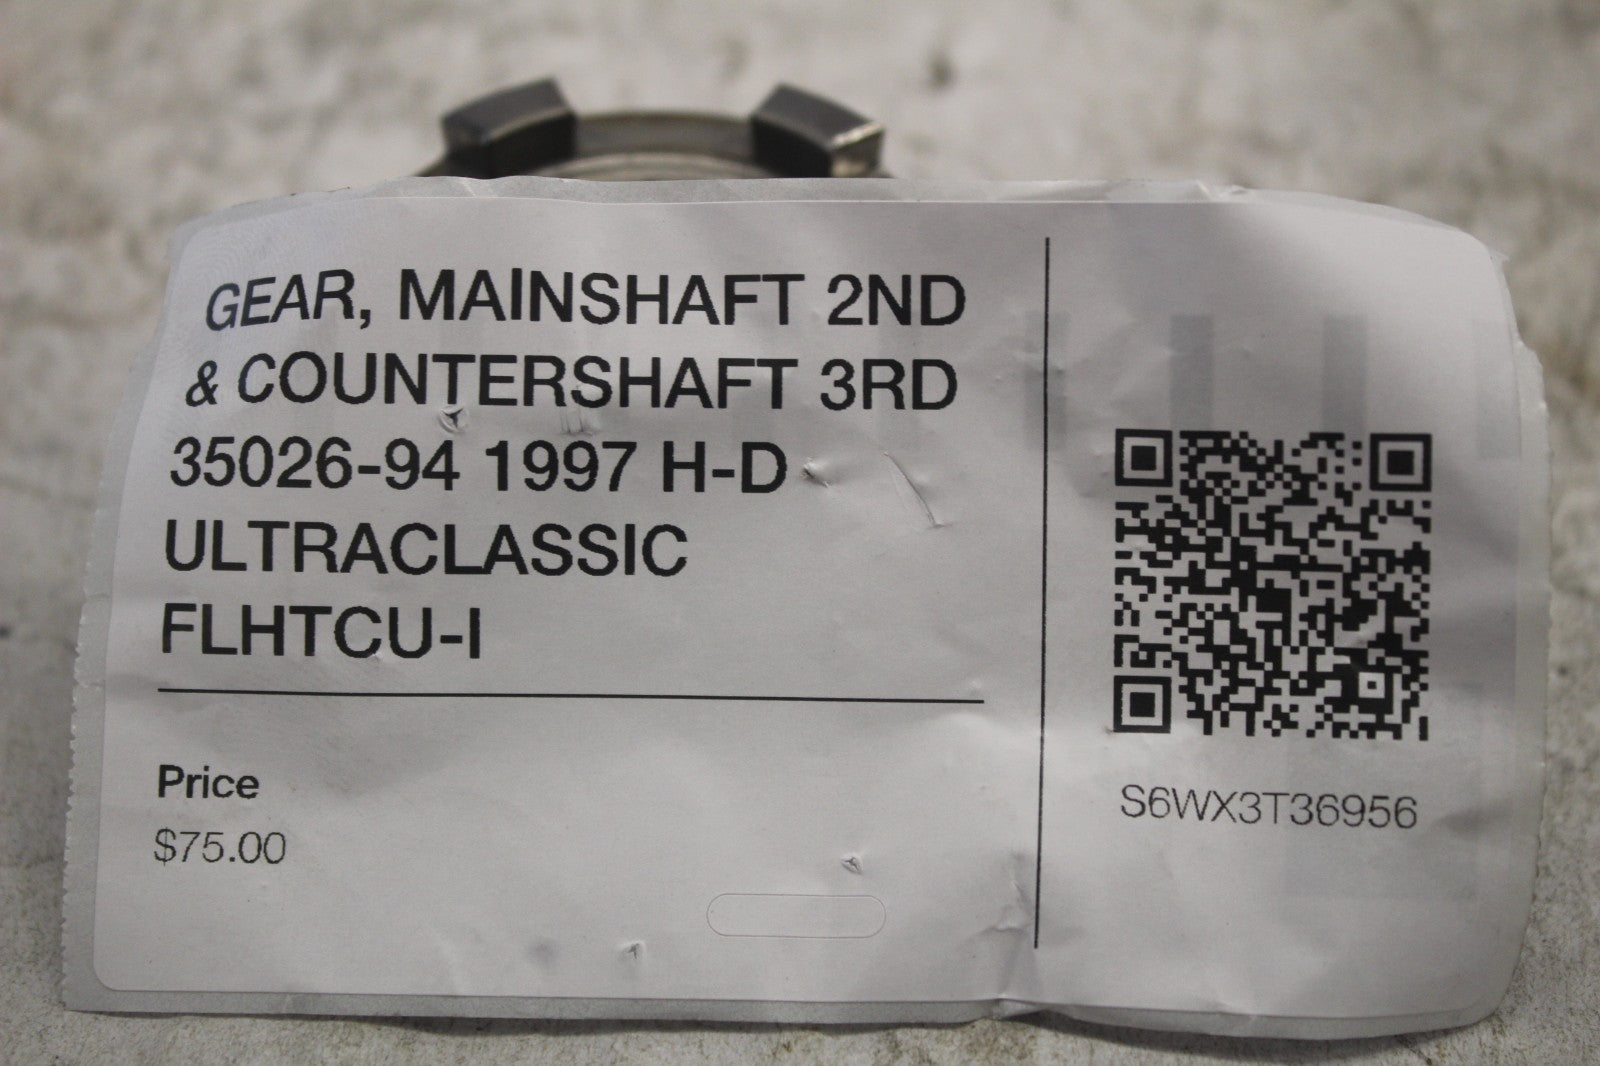 GEAR, MAINSHAFT 2ND
& COUNTERSHAFT 3RD
35026-94 1997 H-D
ULTRACLASSIC
FLHTCU-I
Price
$75.00
S6WX3T36956